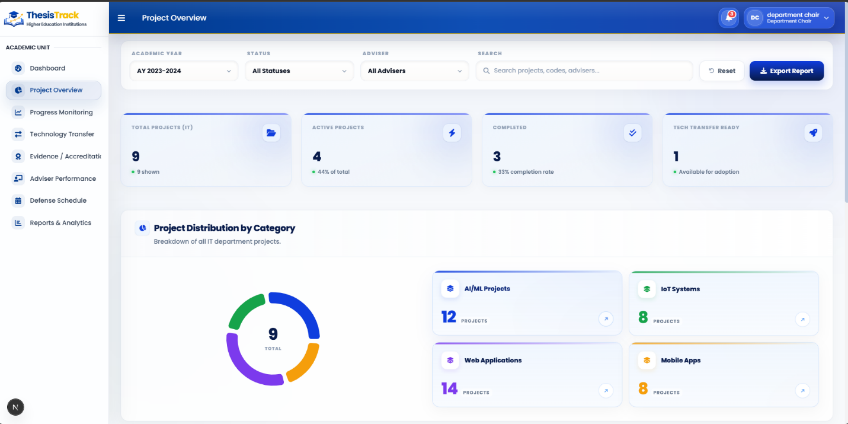 ThesisTrack
Higher Education Institutions
Project Overview
3
DC
department chair
Department Chair
ACADEMIC UNIT
Dashboard
Project Overview
Progress Monitoring
Technology Transfer
Evidence / Accreditatio
Adviser Performance
Defense Schedule
Reports & Analytics
ACADEMIC YEAR
AY 2023-2024
STATUS
All Statuses
ADVISER
All Advisers
SEARCH
Search projects, codes, advisers...
Reset
Export Report
TOTAL PROJECTS (IT)
9
9 shown
ACTIVE PROJECTS
4
44% of total
COMPLETED
3
33% completion rate
TECH TRANSFER READY
1
Available for adoption
Project Distribution by Category
Breakdown of all IT department projects.
9
TOTAL
AI/ML Projects
12 PROJECTS
IoT Systems
8 PROJECTS
Web Applications
14 PROJECTS
Mobile Apps
8 PROJECTS
N